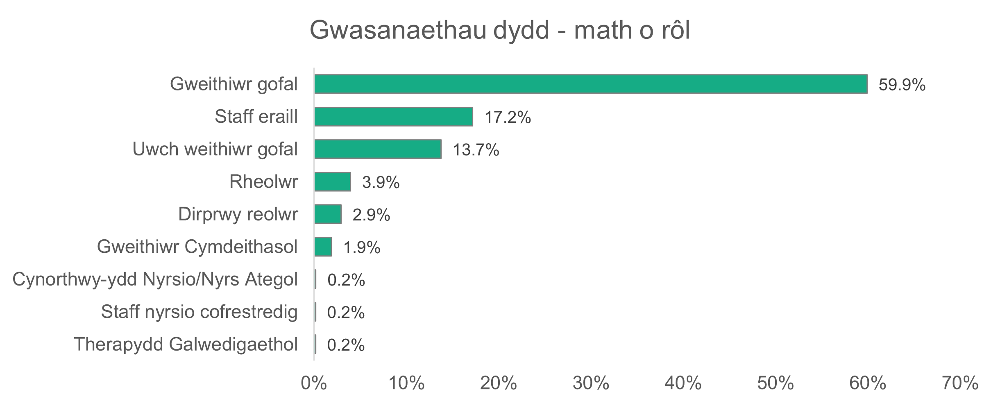 Gwasanaethau dydd - math o rôl
Gweithiwr gofal 59.9%
Staff eraill 17.2%
Uwch weithiwr gofal 13.7%
Rheolwr 3.9%
Dirprwy reolwr 2.9%
Gweithiwr Cymdeithasol 1.9%
Cynorthwy-ydd Nyrsio/Nyrs Ategol 0.2%
Staff nyrsio cofrestredig 0.2%
Therapydd Galwedigaethol 0.2%
0% 10% 20% 30% 40% 50% 60% 70%